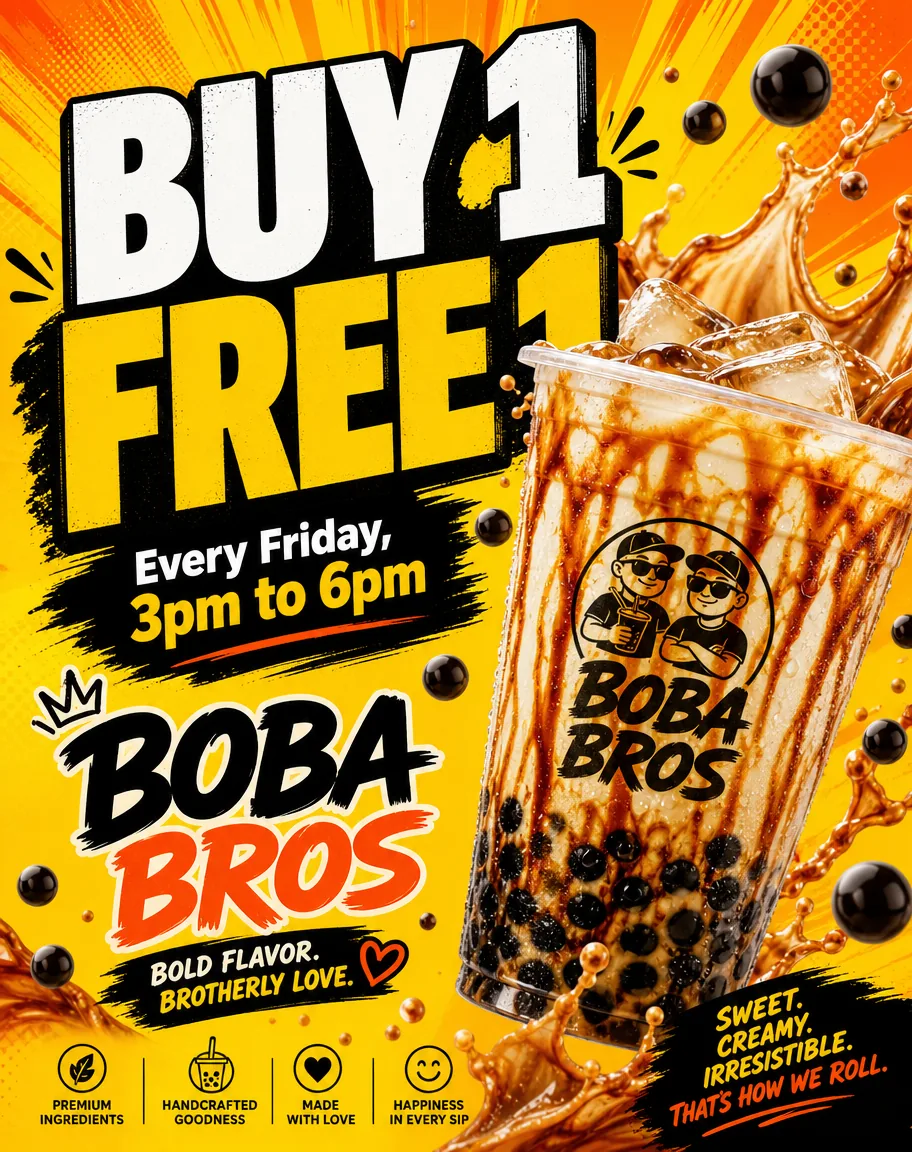 BUY 1
FREE 1
Every Friday,
3pm to 6pm
BOBA
BROS
BOLD FLAVOR.
BROTHERLY LOVE.
BOBA
BROS
SWEET.
CREAMY.
IRRESISTIBLE.
THAT'S HOW WE ROLL.
PREMIUM
INGREDIENTS
HANDCRAFTED
GOODNESS
MADE
WITH LOVE
HAPPINESS
IN EVERY SIP